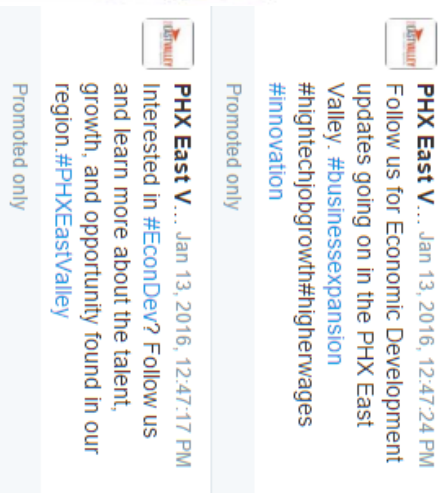 PHX East V... Jan 13, 2016, 12:47:24 PM
Follow us for Economic Development
updates going on in the PHX East
Valley. #businessexpansion
#hightechjobgrowth#higherwages
#innovation
Promoted only
PHX East V... Jan 13, 2016, 12:47:17 PM
Interested in #EconDev? Follow us
and learn more about the talent,
growth, and opportunity found in our
region.#PHXEastValley
Promoted only